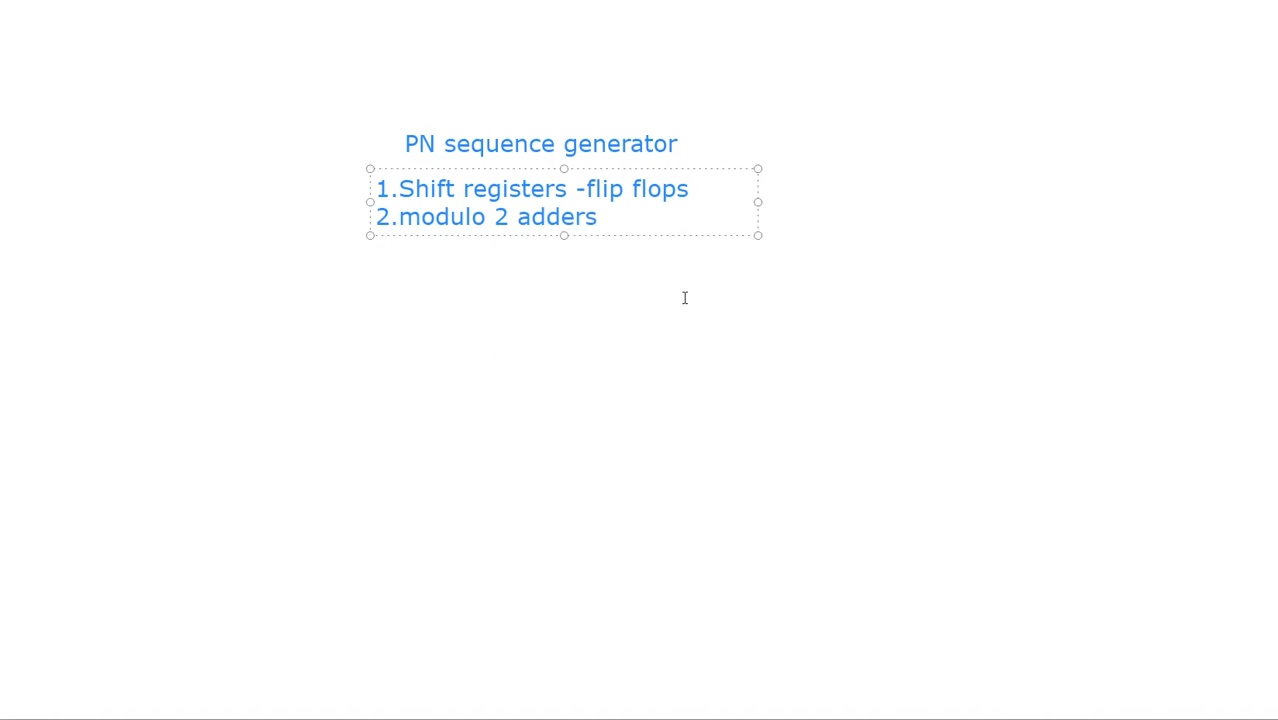 PN sequence generator
1.Shift registers -flip flops
2.modulo 2 adders